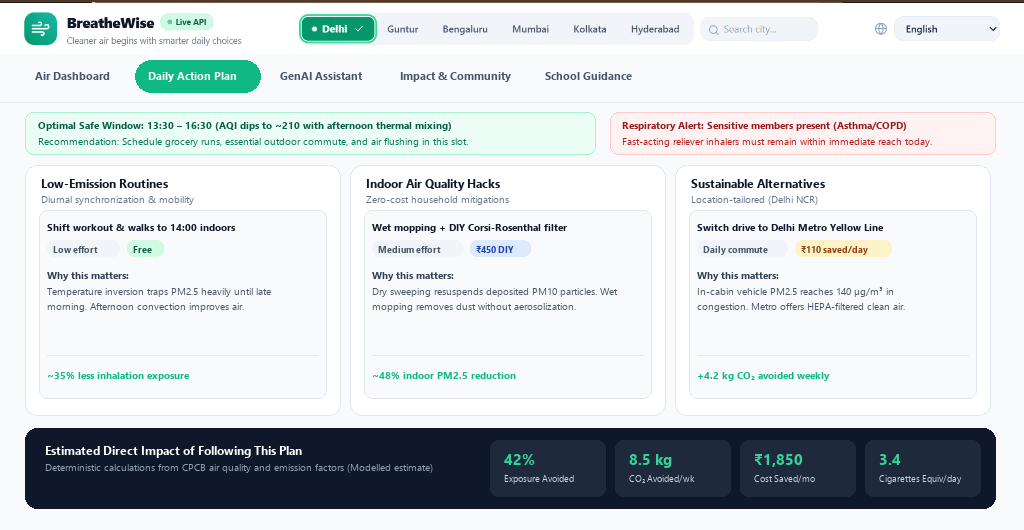 BreatheWise
Live API
Cleaner air begins with smarter daily choices
Delhi ✓
Guntur
Bengaluru
Mumbai
Kolkata
Hyderabad
Search city...
English
Air Dashboard
Daily Action Plan
GenAI Assistant
Impact & Community
School Guidance
Optimal Safe Window: 13:30 – 16:30 (AQI dips to ~210 with afternoon thermal mixing)
Recommendation: Schedule grocery runs, essential outdoor commute, and air flushing in this slot.
Respiratory Alert: Sensitive members present (Asthma/COPD)
Fast-acting reliever inhalers must remain within immediate reach today.
Low-Emission Routines
Diurnal synchronization & mobility
Shift workout & walks to 14:00 indoors
Low effort
Free
Why this matters:
Temperature inversion traps PM2.5 heavily until late
morning. Afternoon convection improves air.
~35% less inhalation exposure
Indoor Air Quality Hacks
Zero-cost household mitigations
Wet mopping + DIY Corsi-Rosenthal filter
Medium effort
₹450 DIY
Why this matters:
Dry sweeping resuspends deposited PM10 particles. Wet
mopping removes dust without aerosolization.
~48% indoor PM2.5 reduction
Sustainable Alternatives
Location-tailored (Delhi NCR)
Switch drive to Delhi Metro Yellow Line
Daily commute
₹110 saved/day
Why this matters:
In-cabin vehicle PM2.5 reaches 140 µg/m³ in
congestion. Metro offers HEPA-filtered clean air.
+4.2 kg CO₂ avoided weekly
Estimated Direct Impact of Following This Plan
Deterministic calculations from CPCB air quality and emission factors (Modelled estimate)
42%
Exposure Avoided
8.5 kg
CO₂ Avoided/wk
₹1,850
Cost Saved/mo
3.4
Cigarettes Equiv/day